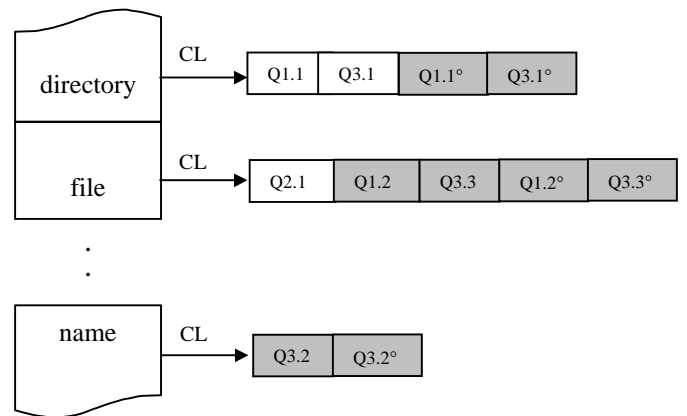 directory CL Q1.1 Q3.1 Q1.1° Q3.1°
file CL Q2.1 Q1.2 Q3.3 Q1.2° Q3.3°
name CL Q3.2 Q3.2°